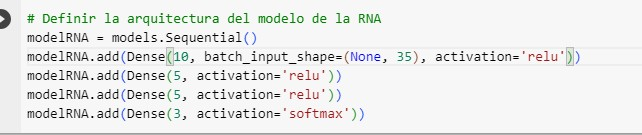 # Definir la arquitectura del modelo de la RNA
modelRNA = models.Sequential()
modelRNA.add(Dense(10, batch_input_shape=(None, 35), activation='relu'))
modelRNA.add(Dense(5, activation='relu'))
modelRNA.add(Dense(5, activation='relu'))
modelRNA.add(Dense(3, activation='softmax'))